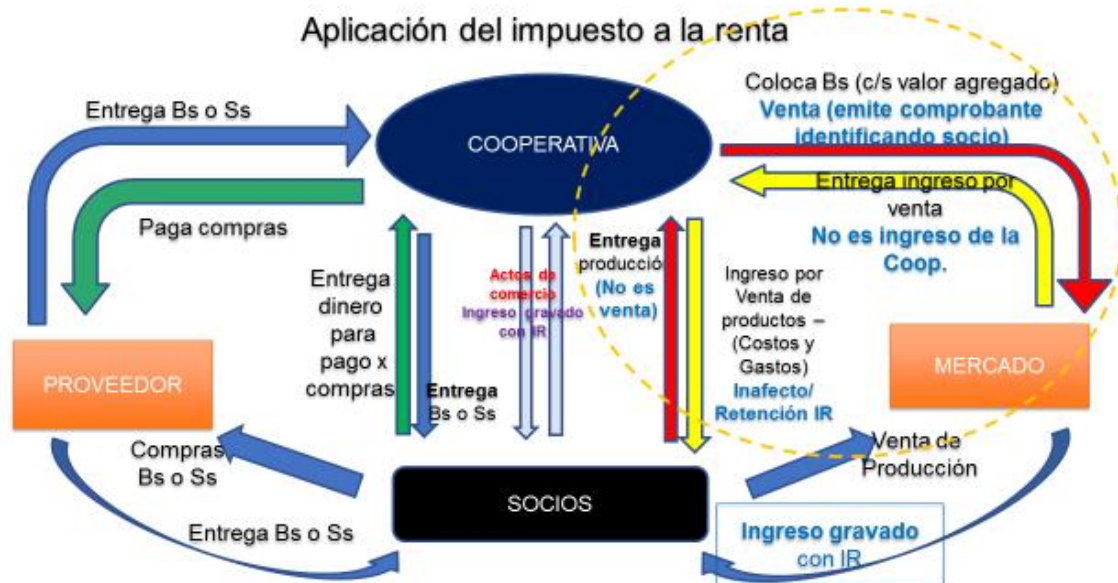 Aplicación del impuesto a la renta
Entrega Bs o Ss
COOPERATIVA
Coloca Bs (c/s valor agregado)
Venta (emite comprobante
identificando socio)
Paga compras
Entrega ingreso por
venta
No es ingreso de la
Coop.
Entrega
dinero
para
pago x
compras
Entrega
Bs o Ss
Actos de
comercio
Ingreso gravado
con IR
Entrega
producción
(No es
venta)
Ingreso por
Venta de
productos –
(Costos y
Gastos)
Inafecto/
Retención IR
PROVEEDOR
MERCADO
Compras
Bs o Ss
Entrega Bs o Ss
SOCIOS
Venta de
Producción
Ingreso gravado
con IR